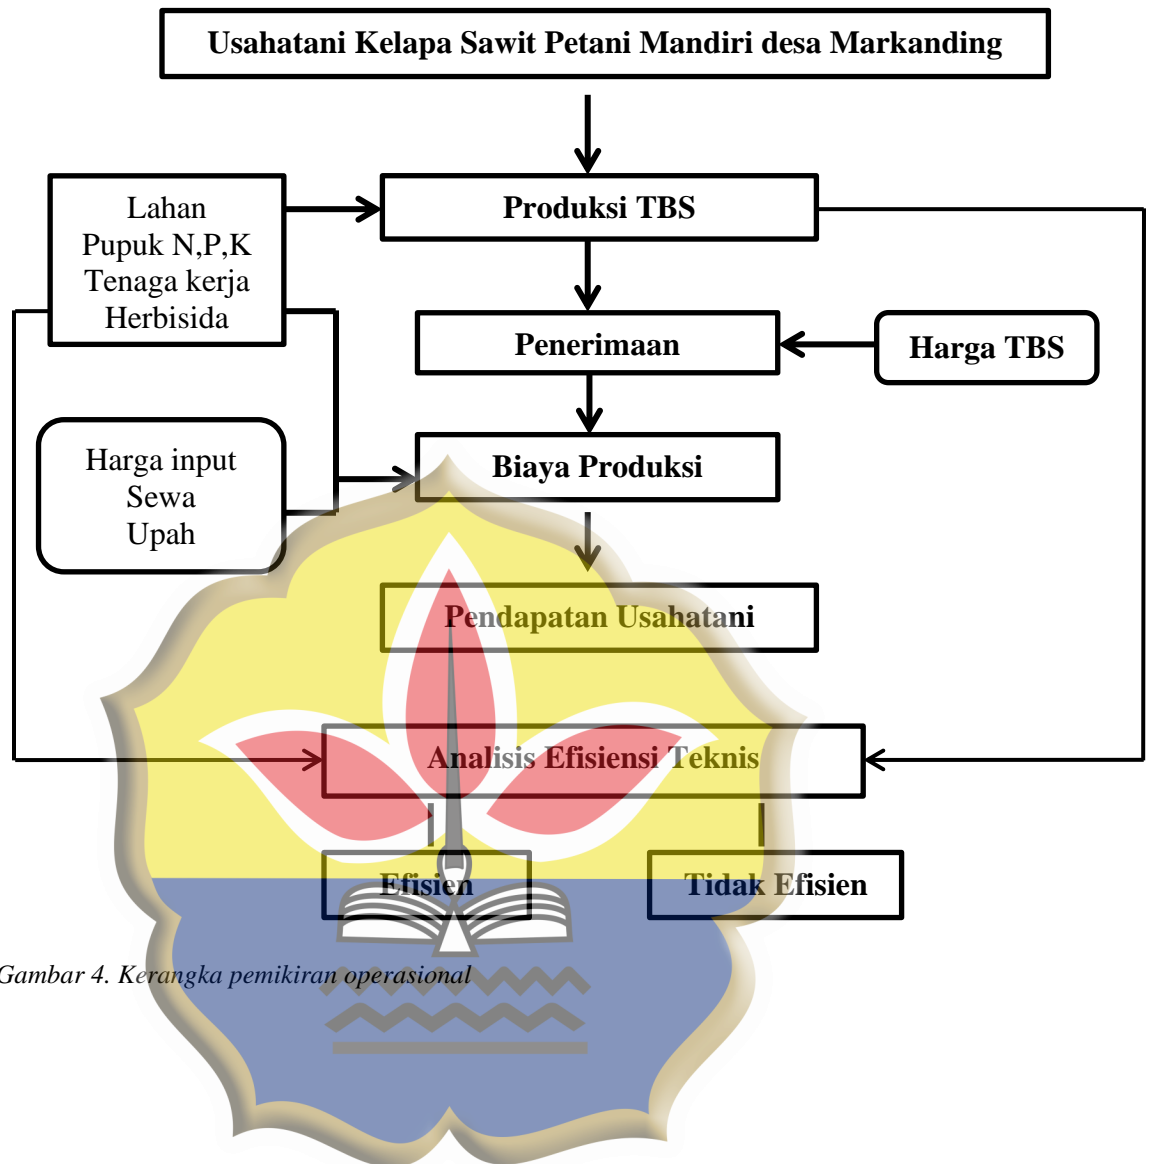 Usahatani Kelapa Sawit Petani Mandiri desa Markanding
Lahan
Pupuk N,P,K
Tenaga kerja
Herbisida
Produksi TBS
Penerimaan
Harga TBS
Harga input
Sewa
Upah
Biaya Produksi
Pendapatan Usahatani
Analisis Efisiensi Teknis
Efisien
Tidak Efisien
Gambar 4. Kerangka pemikiran operasional